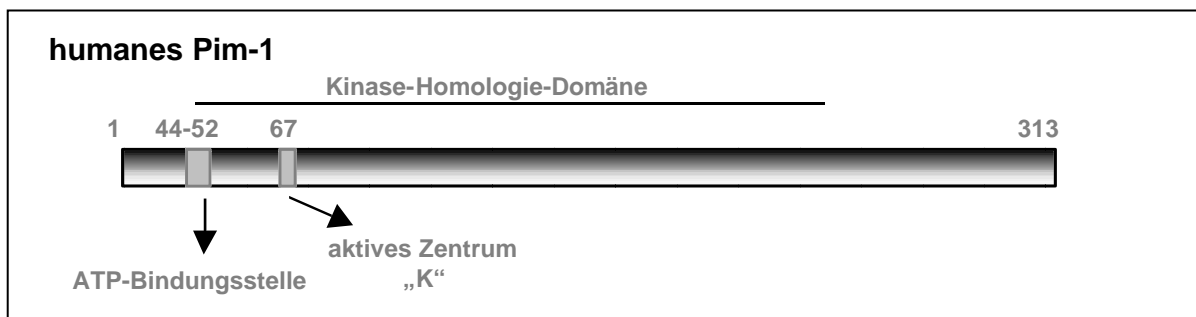 humanes Pim-1
Kinase-Homologie-Domäne
1 44-52 67 313
aktives Zentrum
ATP-Bindungsstelle
„K“